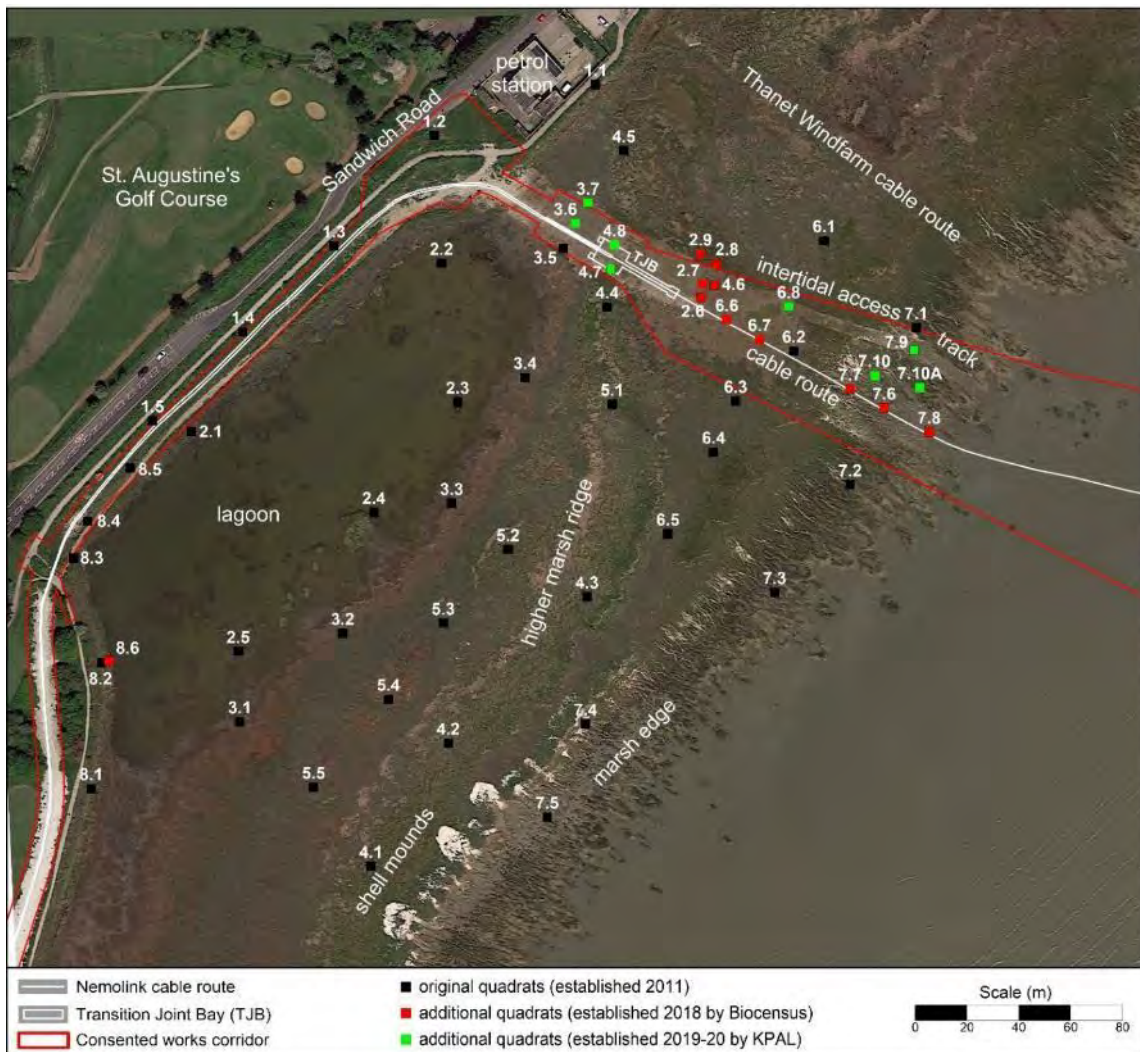 petrol
station
1.1
Thanet Windfarm cable route
Sandwich Road
1.2
St. Augustine's
Golf Course
4.5
3.7
3.6
4.8
6.1
1.3
2.2
3.5
TJB
2.9
2.8
intertidal access
track
4.7
2.7
4.6
2.6
6.8
4.4
6.6
7.1
1.4
6.7
6.2
7.9
cable route
3.4
7.10
7.10A
7.7
7.6
2.3
5.1
6.3
7.8
1.5
2.1
6.4
8.5
7.2
lagoon
2.4
3.3
higher marsh ridge
8.4
6.5
5.2
8.3
4.3
7.3
3.2
5.3
2.5
8.6
8.2
5.4
3.1
4.2
7.4
marsh edge
8.1
5.5
7.5
shell mounds
4.1
Nemolink cable route
Transition Joint Bay (TJB)
Consented works corridor
original quadrats (established 2011)
additional quadrats (established 2018 by Biocensus)
additional quadrats (established 2019-20 by KPAL)
Scale (m)
0 20 40 60 80